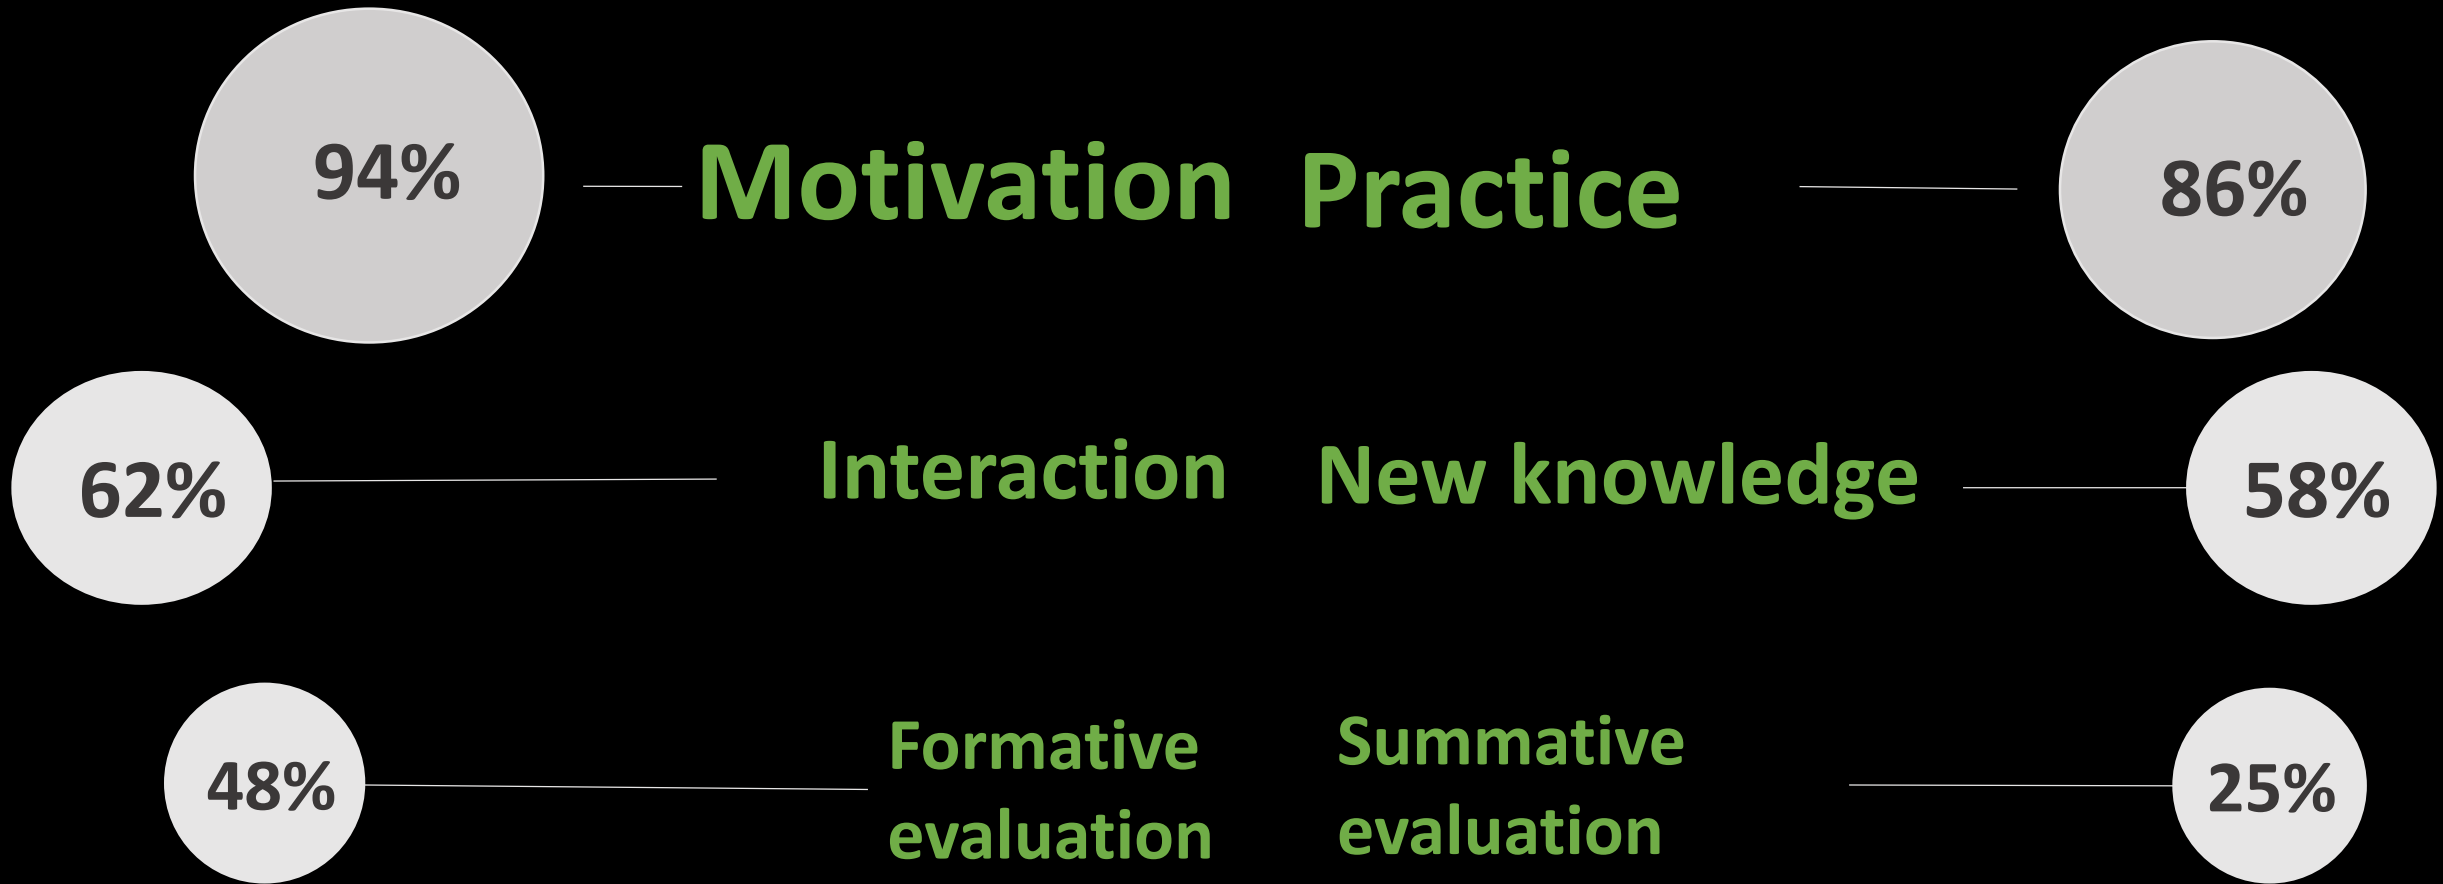 94%
Motivation
Practice
86%
62%
Interaction
New knowledge
58%
48%
Formative
evaluation
Summative
evaluation
25%